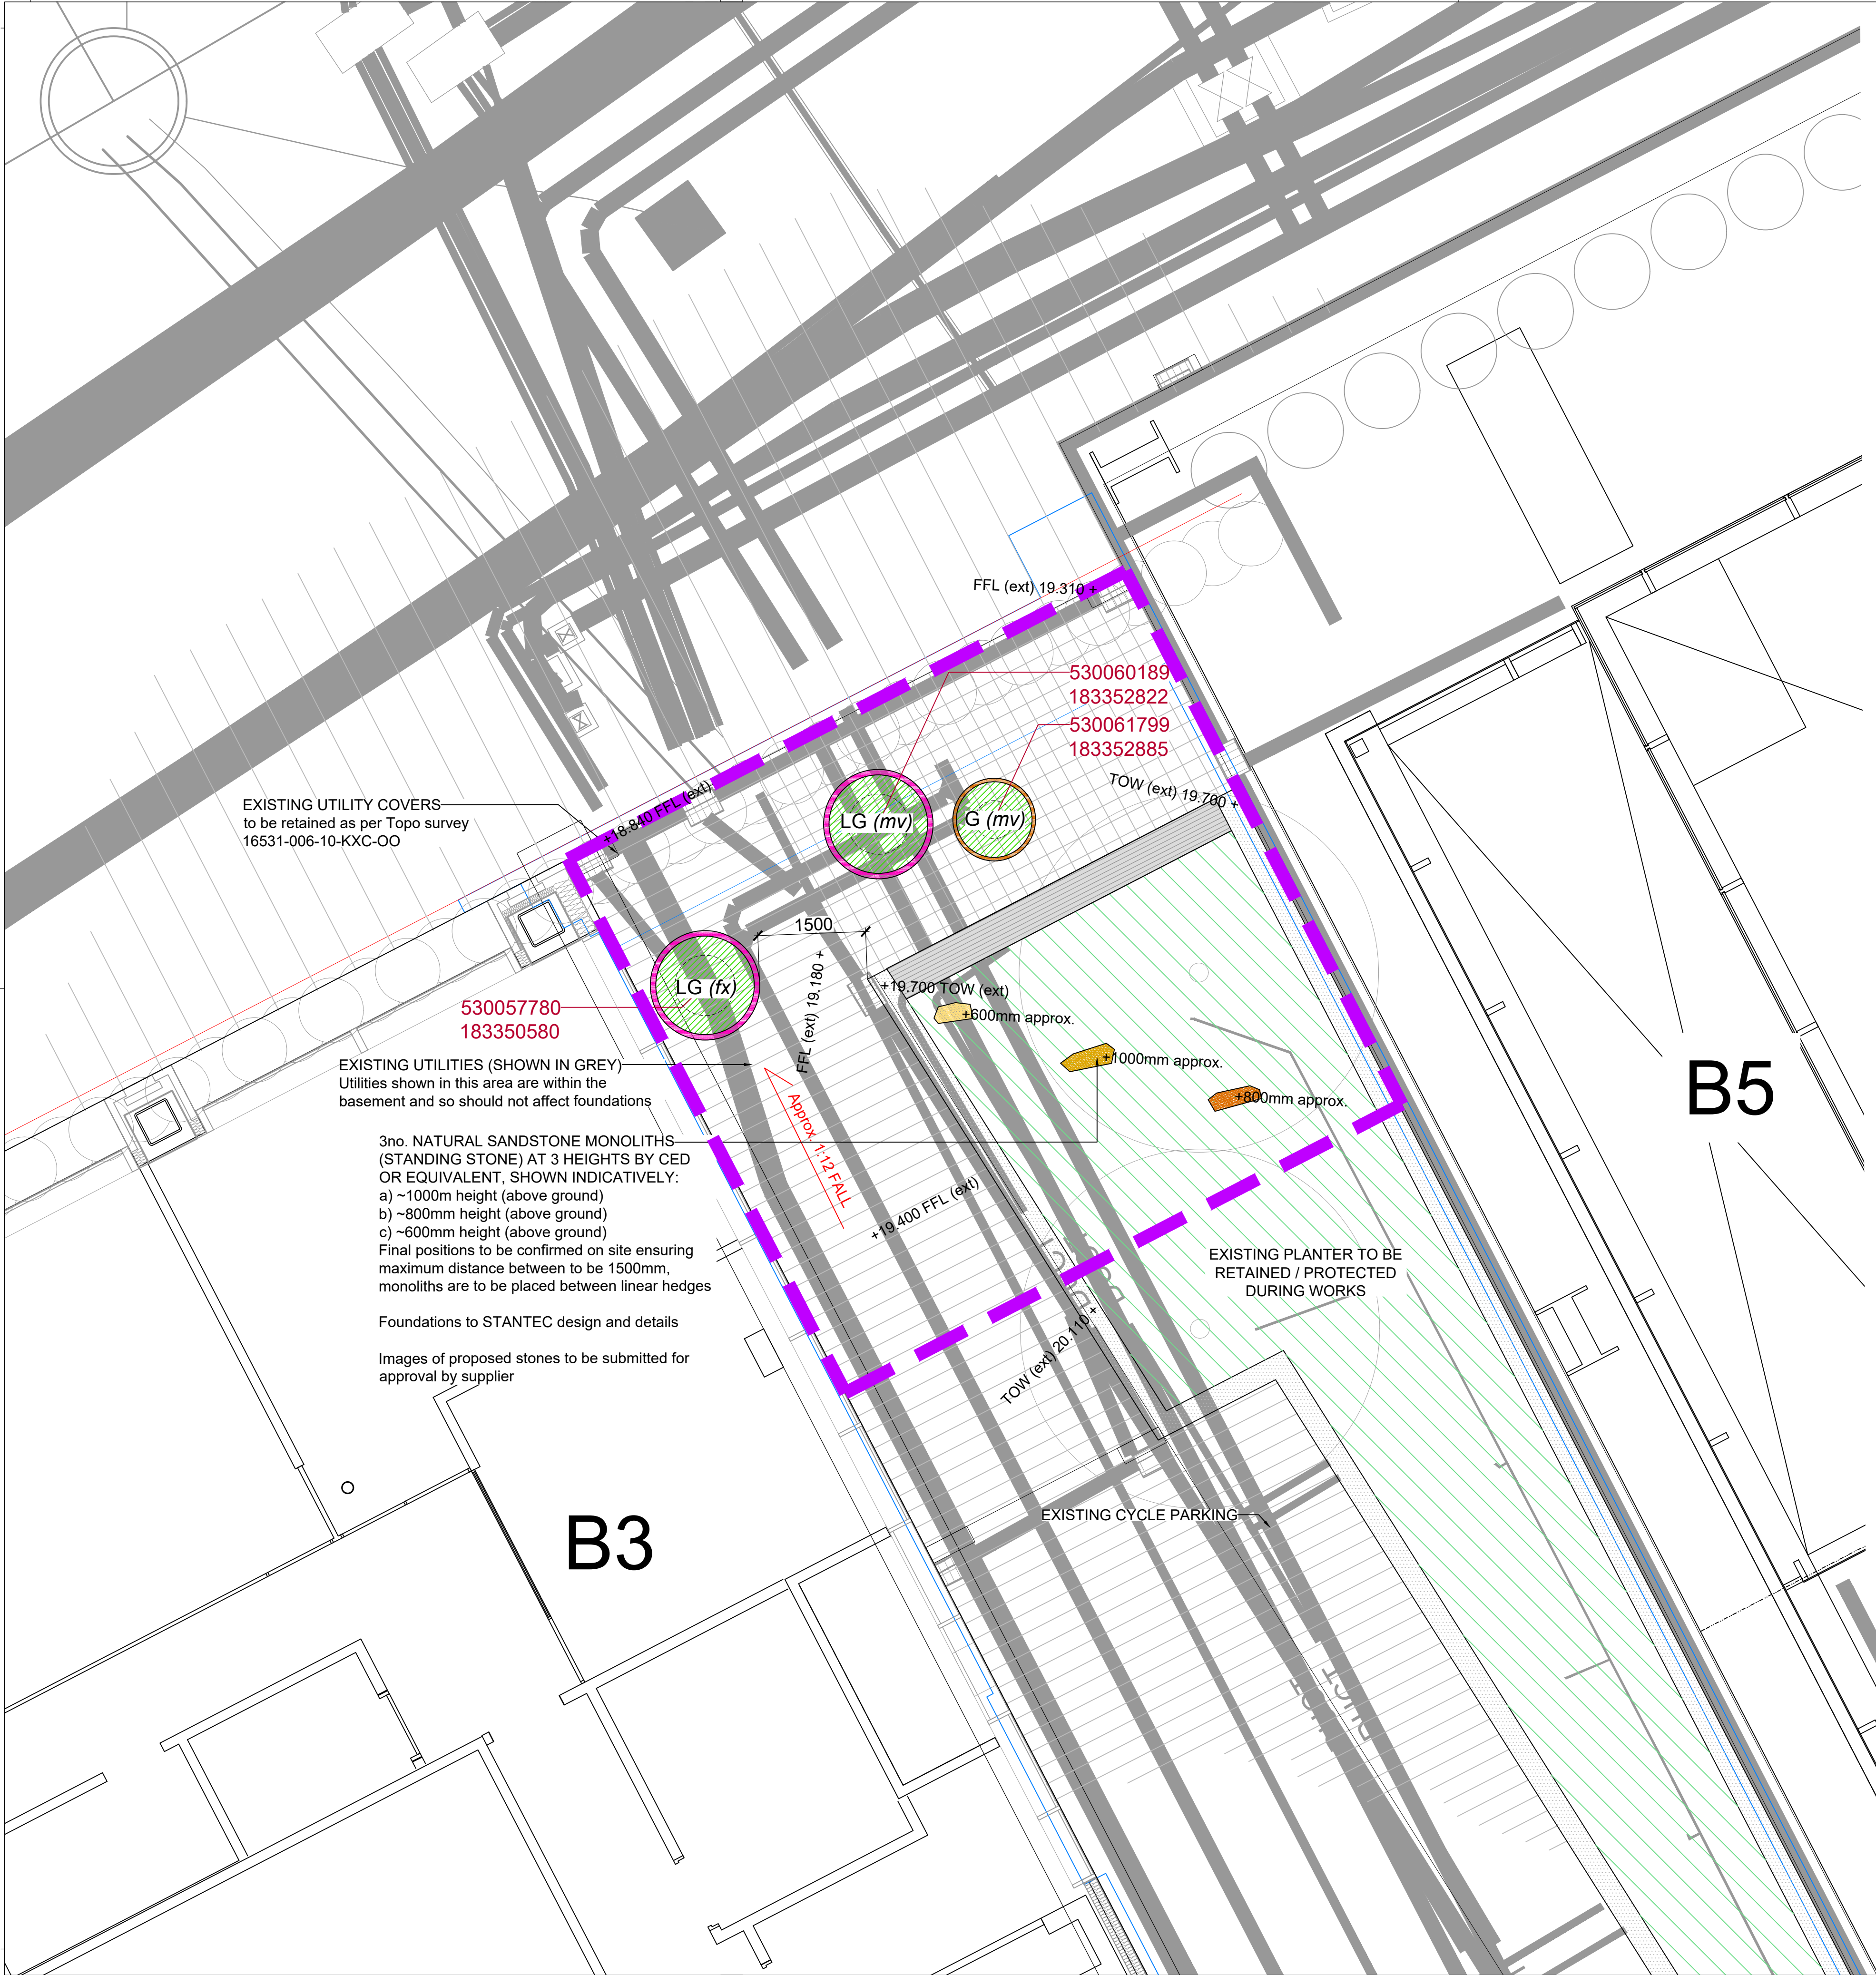 FFL (ext) 19.310 +
530060189
183352822
530061799
183352885
TOW (ext) 19.700 +
EXISTING UTILITY COVERS
to be retained as per Topo survey
16531-006-10-KXC-OO
+18.840 FFL (ext)
LG (mv)
G (mv)
1500
LG (fx)
FFL (ext) 19.180 +
+19.700 TOW (ext)
530057780
183350580
+600mm approx.
+1000mm approx.
+800mm approx.
B5
EXISTING UTILITIES (SHOWN IN GREY)
Utilities shown in this area are within the
basement and so should not affect foundations
Approx. 1:12 FALL
3no. NATURAL SANDSTONE MONOLITHS
(STANDING STONE) AT 3 HEIGHTS BY CED
OR EQUIVALENT, SHOWN INDICATIVELY:
a) ~1000m height (above ground)
b) ~800mm height (above ground)
c) ~600mm height (above ground)
Final positions to be confirmed on site ensuring
maximum distance between to be 1500mm,
monoliths are to be placed between linear hedges
Foundations to STANTEC design and details
Images of proposed stones to be submitted for
approval by supplier
+19.400 FFL (ext)
EXISTING PLANTER TO BE
RETAINED / PROTECTED
DURING WORKS
TOW (ext) 20.110 +
EXISTING CYCLE PARKING
B3